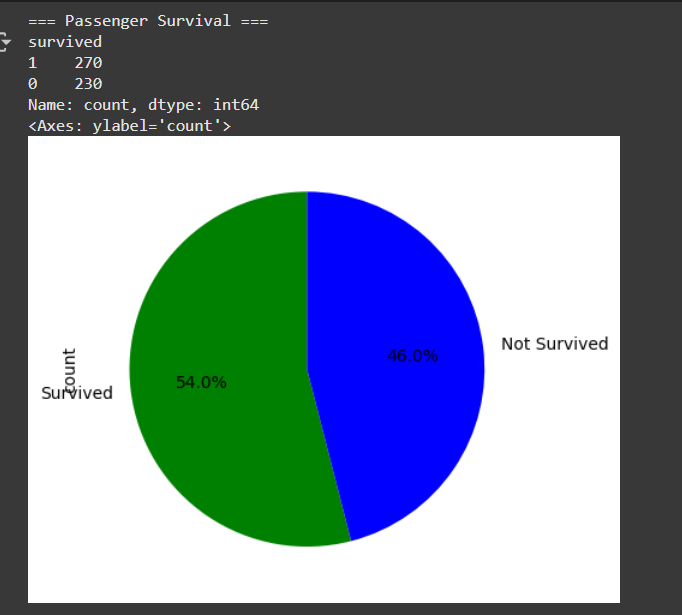 === Passenger Survival ===
survived
1    270
0    230
Name: count, dtype: int64
<Axes: ylabel='count'>
Not Survived
46.0%
54.0%
count
Survived